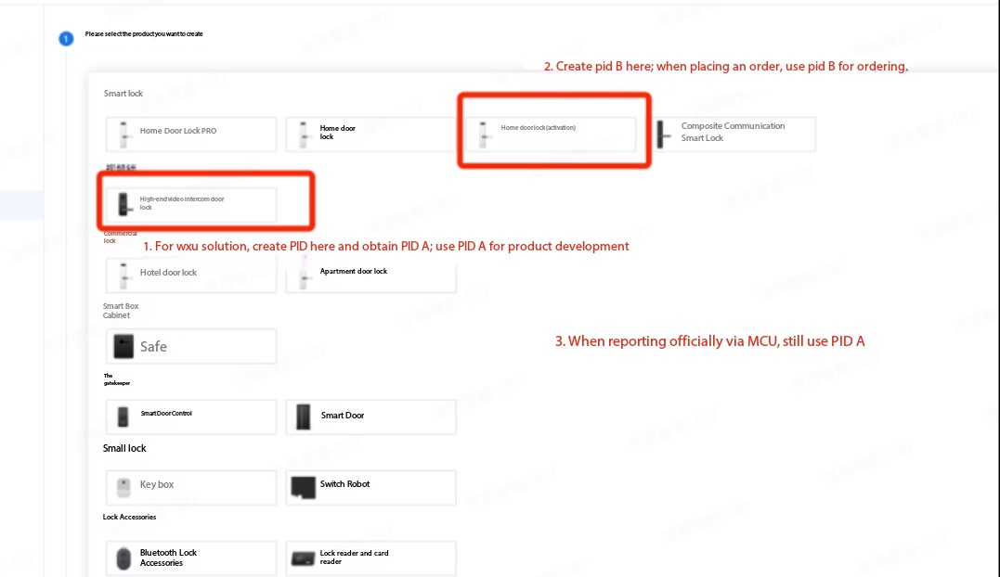 1
Please select the product you want to create
2. Create pid B here; when placing an order, use pid B for ordering.
Smart lock
Home Door Lock PRO
Home door
lock
Home door lock (activation)
Composite Communication
Smart Lock
High-end video intercom door
lock
Commercial
lock
1. For wxu solution, create PID here and obtain PID A; use PID A for product development
Hotel door lock
Apartment door lock
Smart Box
Cabinet
Safe
3. When reporting officially via MCU, still use PID A
The
gatekeeper
Smart Door Control
Smart Door
Small lock
Key box
Switch Robot
Lock Accessories
Bluetooth Lock
Accessories
Lock reader and card
reader